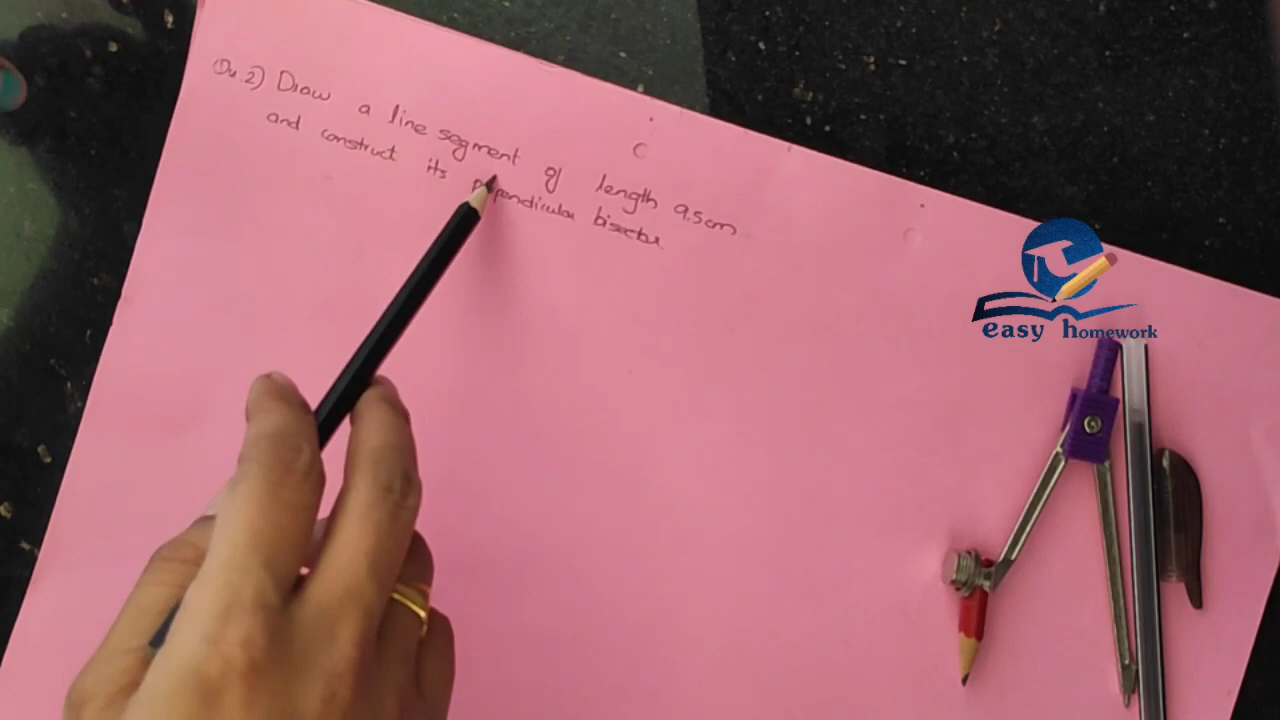 Qu 2) Draw a line segment of length 9.5cm
and construct its perpendicular bisector
easy homework